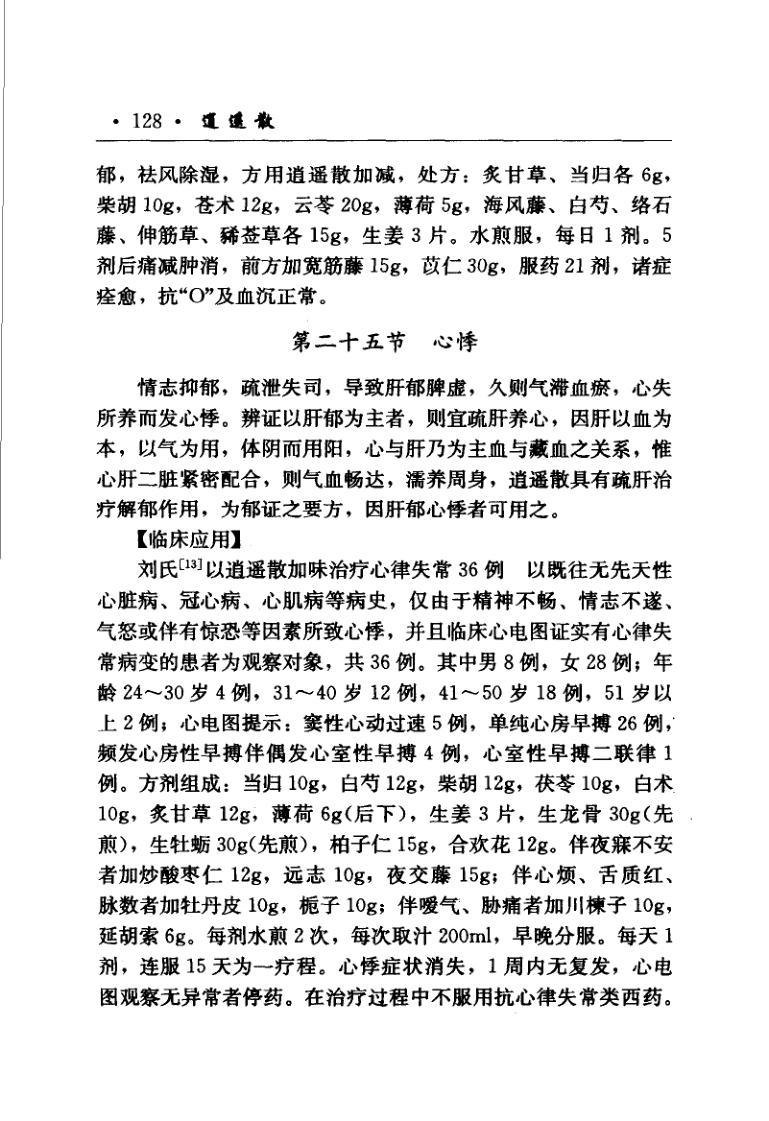 · 128 · 逍遥散
郁，祛风除湿，方用逍遥散加减，处方：炙甘草、当归各 6g，
柴胡 10g，苍术 12g，云苓 20g，薄荷 5g，海风藤、白芍、络石
藤、伸筋草、豨莶草各 15g，生姜 3 片。水煎服，每日 1 剂。5
剂后痛减肿消，前方加宽筋藤 15g，苡仁 30g，服药 21 剂，诸症
痊愈，抗“O”及血沉正常。
第二十五节 心悸
情志抑郁，疏泄失司，导致肝郁脾虚，久则气滞血瘀，心失
所养而发心悸。辨证以肝郁为主者，则宜疏肝养心，因肝以血为
本，以气为用，体阴而用阳，心与肝乃为主血与藏血之关系，惟
心肝二脏紧密配合，则气血畅达，濡养周身，逍遥散具有疏肝治
疗解郁作用，为郁证之要方，因肝郁心悸者可用之。
【临床应用】
刘氏[13]以逍遥散加味治疗心律失常 36 例 以既往无先天性
心脏病、冠心病、心肌病等病史，仅由于精神不畅、情志不遂、
气怒或伴有惊恐等因素所致心悸，并且临床心电图证实有心律失
常病变的患者为观察对象，共 36 例。其中男 8 例，女 28 例；年
龄 24～30 岁 4 例，31～40 岁 12 例，41～50 岁 18 例，51 岁以
上 2 例；心电图提示：窦性心动过速 5 例，单纯心房早搏 26 例，
频发心房性早搏伴偶发心室性早搏 4 例，心室性早搏二联律 1
例。方剂组成：当归 10g，白芍 12g，柴胡 12g，茯苓 10g，白术
10g，炙甘草 12g，薄荷 6g(后下)，生姜 3 片，生龙骨 30g(先
煎)，生牡蛎 30g(先煎)，柏子仁 15g，合欢花 12g。伴夜寐不安
者加炒酸枣仁 12g，远志 10g，夜交藤 15g；伴心烦、舌质红、
脉数者加牡丹皮 10g，栀子 10g；伴嗳气、胁痛者加川楝子 10g，
延胡索 6g。每剂水煎 2 次，每次取汁 200ml，早晚分服。每天 1
剂，连服 15 天为一疗程。心悸症状消失，1 周内无复发，心电
图观察无异常者停药。在治疗过程中不服用抗心律失常类西药。